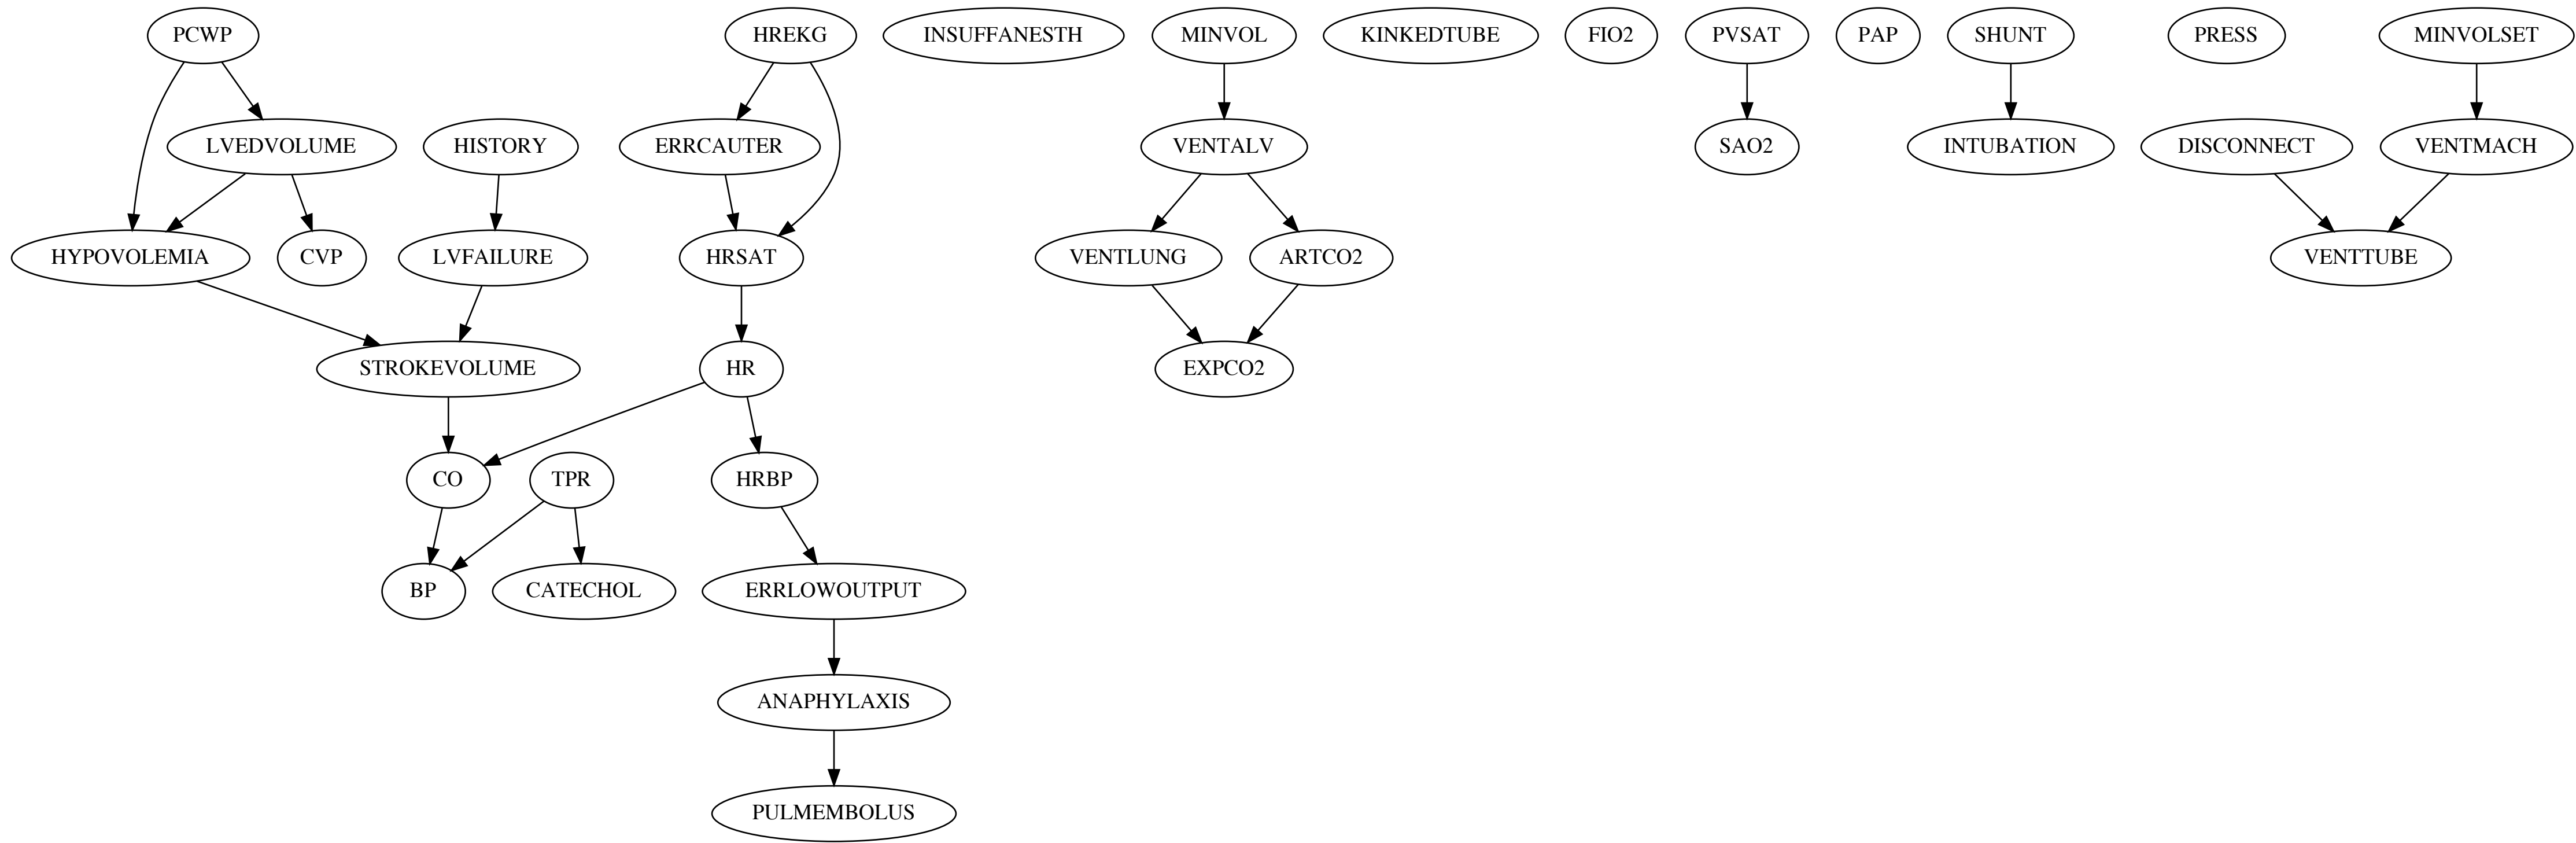 PCWP
HREKG
INSUFFANESTH
MINVOL
KINKEDTUBE
FIO2
PVSAT
PAP
SHUNT
PRESS
MINVOLSET
LVEDVOLUME
HISTORY
ERRCAUTER
VENTALV
SAO2
INTUBATION
DISCONNECT
VENTMACH
HYPOVOLEMIA
CVP
LVFAILURE
HRSAT
VENTLUNG
ARTCO2
VENTTUBE
STROKEVOLUME
HR
EXPCO2
CO
TPR
HRBP
BP
CATECHOL
ERRLOWOUTPUT
ANAPHYLAXIS
PULMEMBOLUS